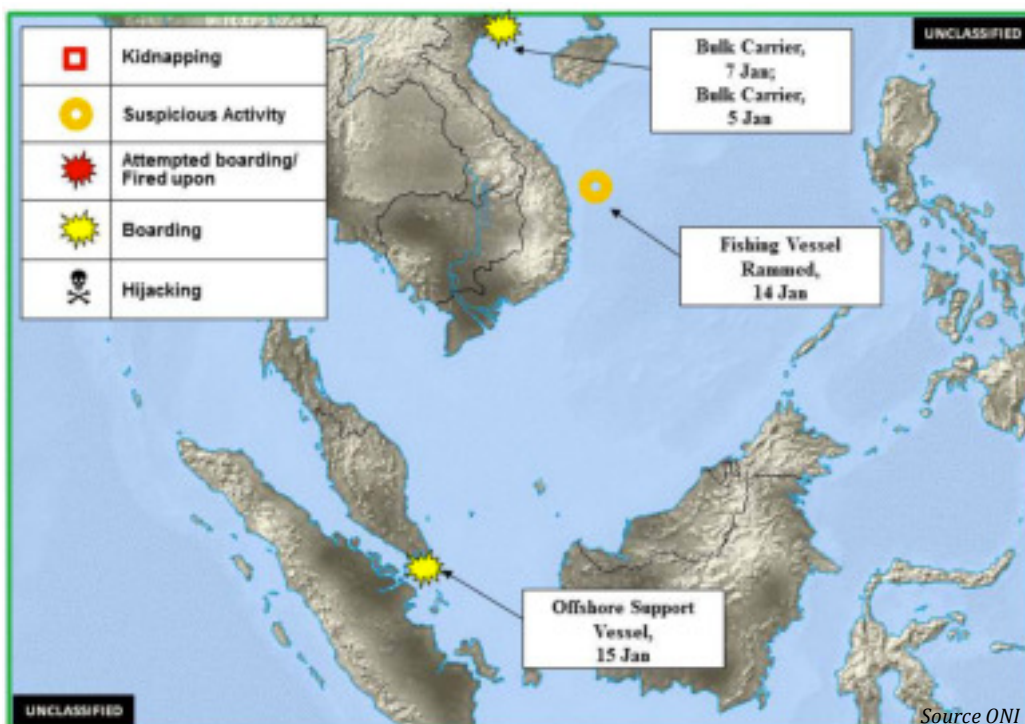 UNCLASSIFIED
Kidnapping
Suspicious Activity
Attempted boarding/
Fired upon
Boarding
Hijacking
Bulk Carrier,
7 Jan;
Bulk Carrier,
5 Jan
Fishing Vessel
Rammed,
14 Jan
Offshore Support
Vessel,
15 Jan
UNCLASSIFIED
Source ONI